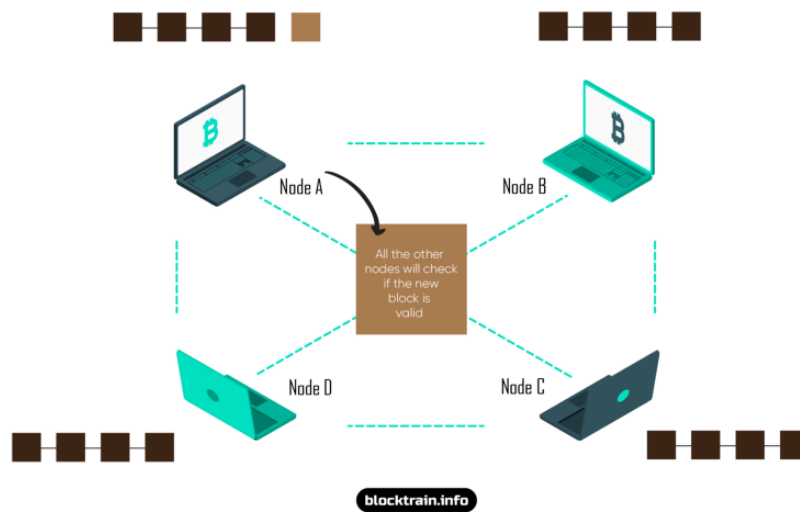 Node A
Node B
All the other
nodes will check
if the new
block is
valid
Node D
Node C
blocktrain.info